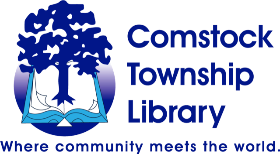 Comstock
Township
Library
Where community meets the world.